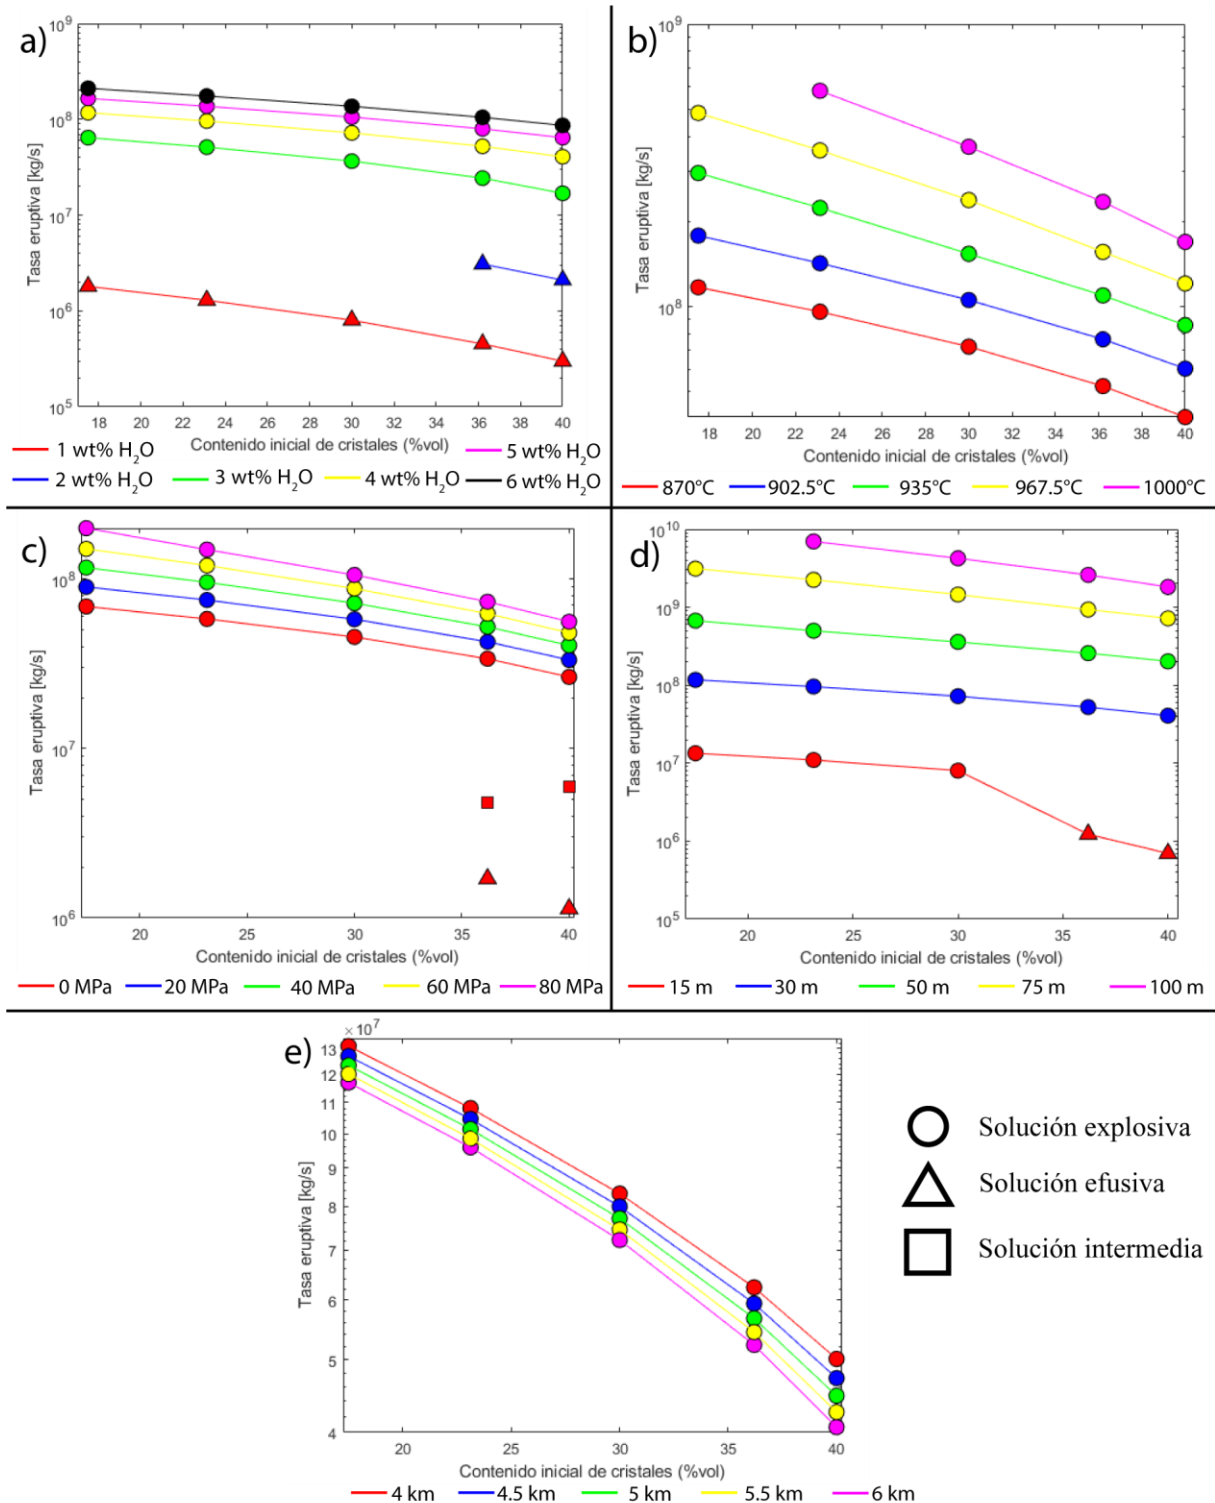 a)
Tasa eruptiva [kg/s]
10^9
10^8
10^7
10^6
10^5
18 20 22 24 26 28 30 32 34 36 38 40
Contenido inicial de cristales (%vol)
1 wt% H₂O
5 wt% H₂O
2 wt% H₂O
3 wt% H₂O
4 wt% H₂O
6 wt% H₂O
b)
Tasa eruptiva [kg/s]
10^9
10^8
18 20 22 24 26 28 30 32 34 36 38 40
Contenido inicial de cristales (%vol)
870°C 902.5°C 935°C 967.5°C 1000°C
c)
Tasa eruptiva [kg/s]
10^8
10^7
10^6
20 25 30 35 40
Contenido inicial de cristales (%vol)
0 MPa 20 MPa 40 MPa 60 MPa 80 MPa
d)
Tasa eruptiva [kg/s]
10^10
10^9
10^8
10^7
10^6
10^5
20 25 30 35 40
Contenido inicial de cristales (%vol)
15 m 30 m 50 m 75 m 100 m
e)
×10^7
Tasa eruptiva [kg/s]
13
12
11
10
9
8
7
6
5
4
20 25 30 35 40
Contenido inicial de cristales (%vol)
4 km 4.5 km 5 km 5.5 km 6 km
Solución explosiva
Solución efusiva
Solución intermedia